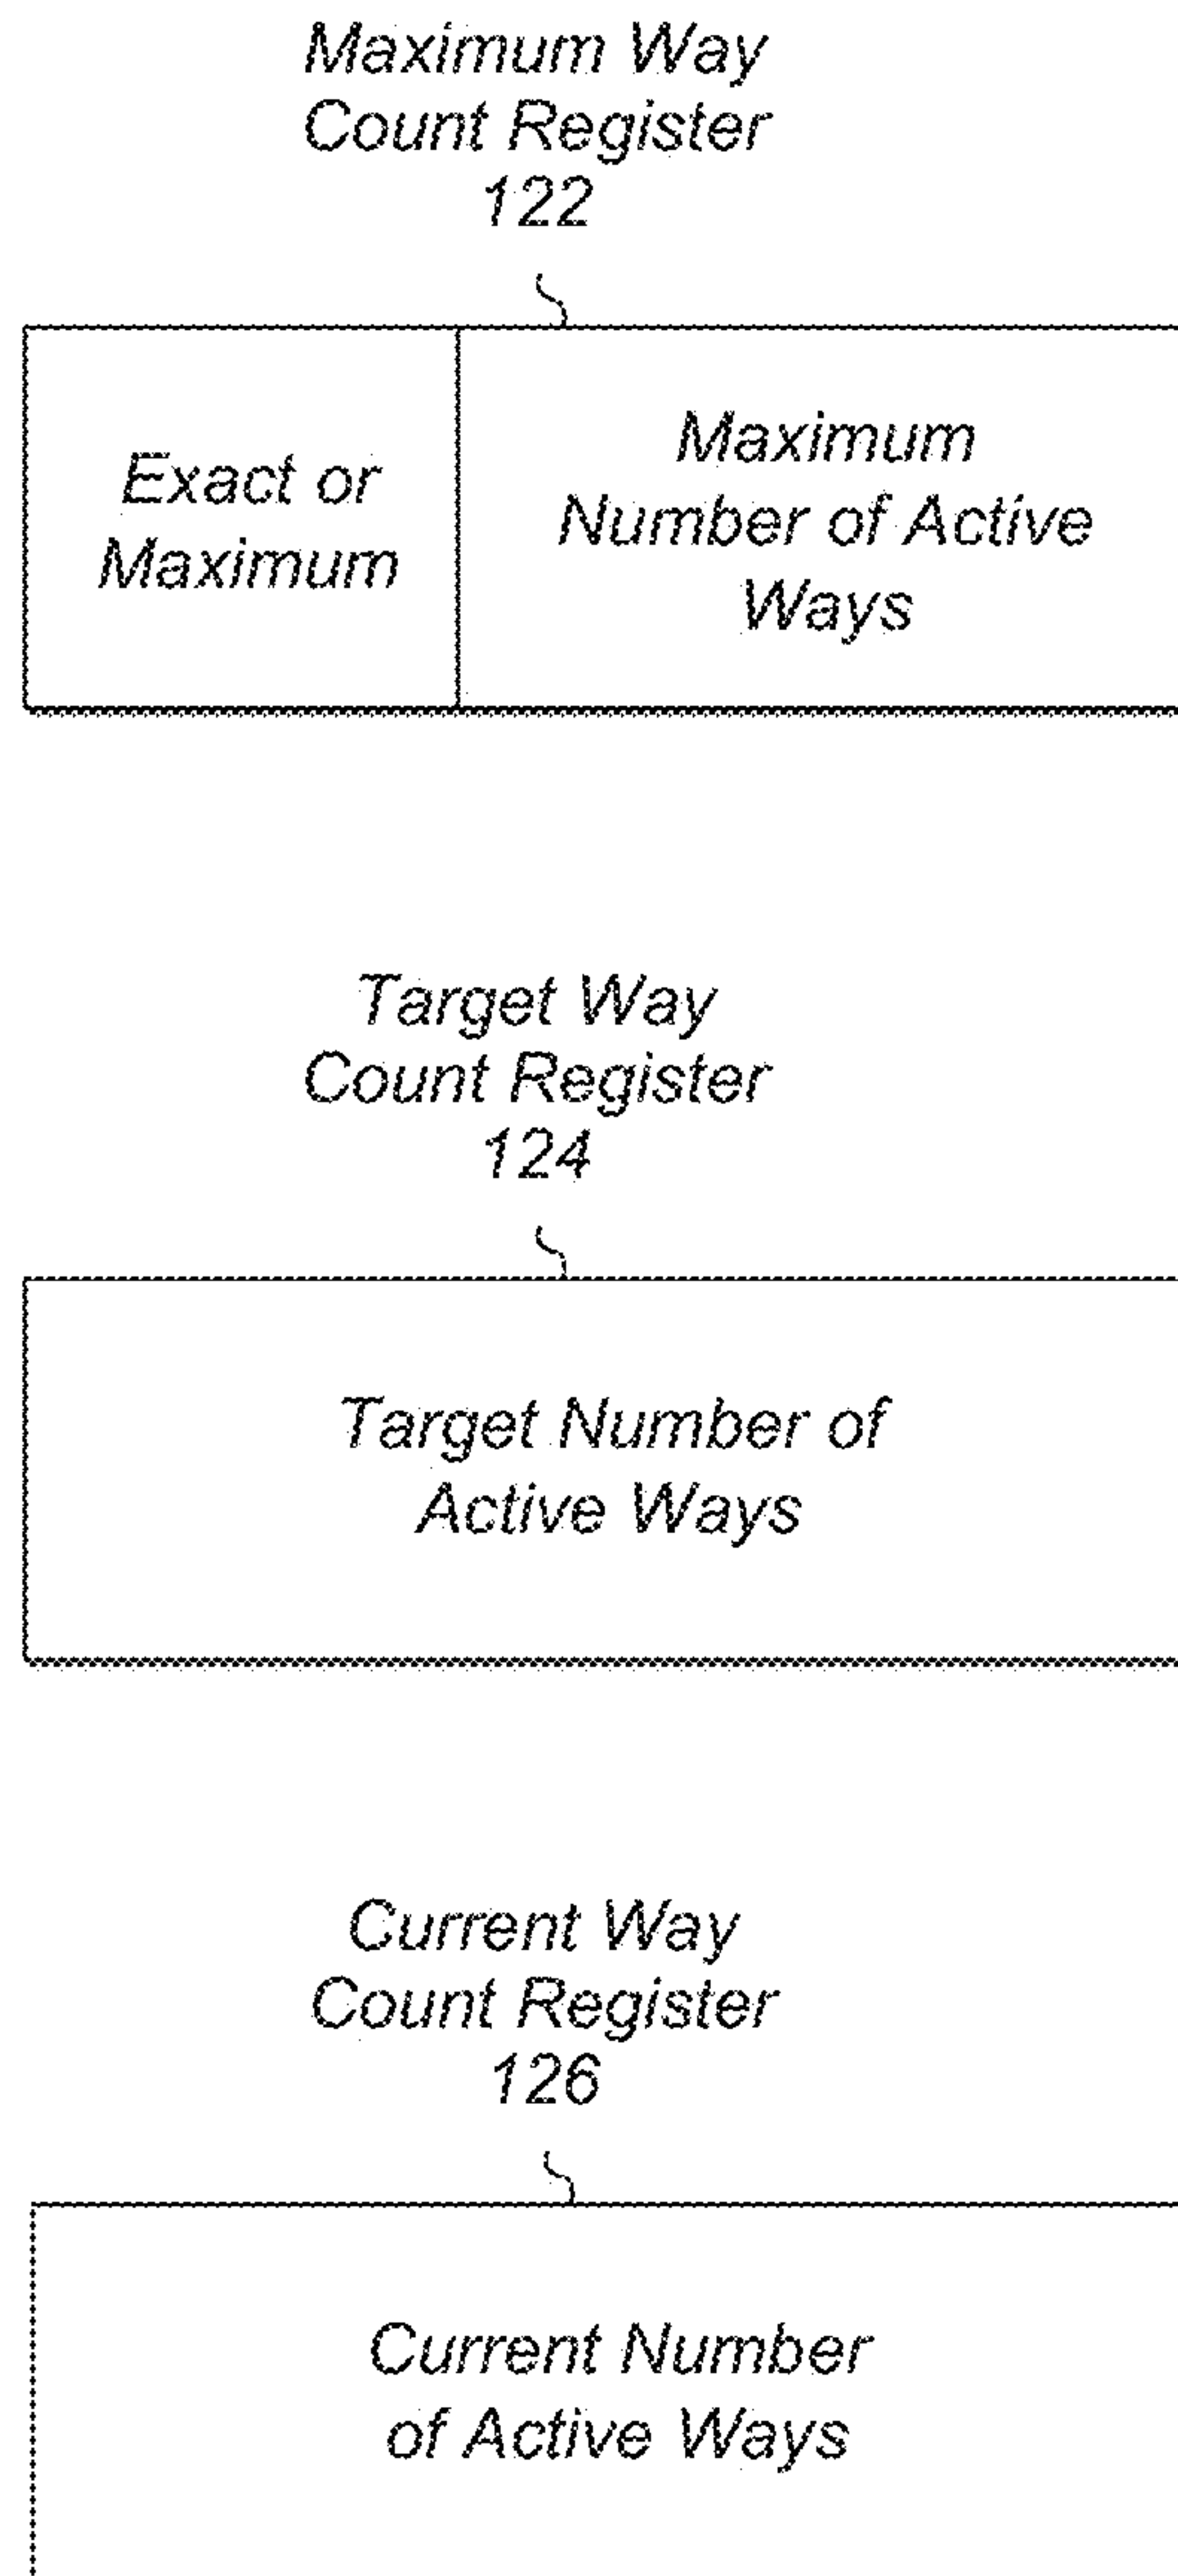 Maximum Way
Count Register
122
Exact or
Maximum
Maximum
Number of Active
Ways
Target Way
Count Register
124
Target Number of
Active Ways
Current Way
Count Register
126
Current Number
of Active Ways